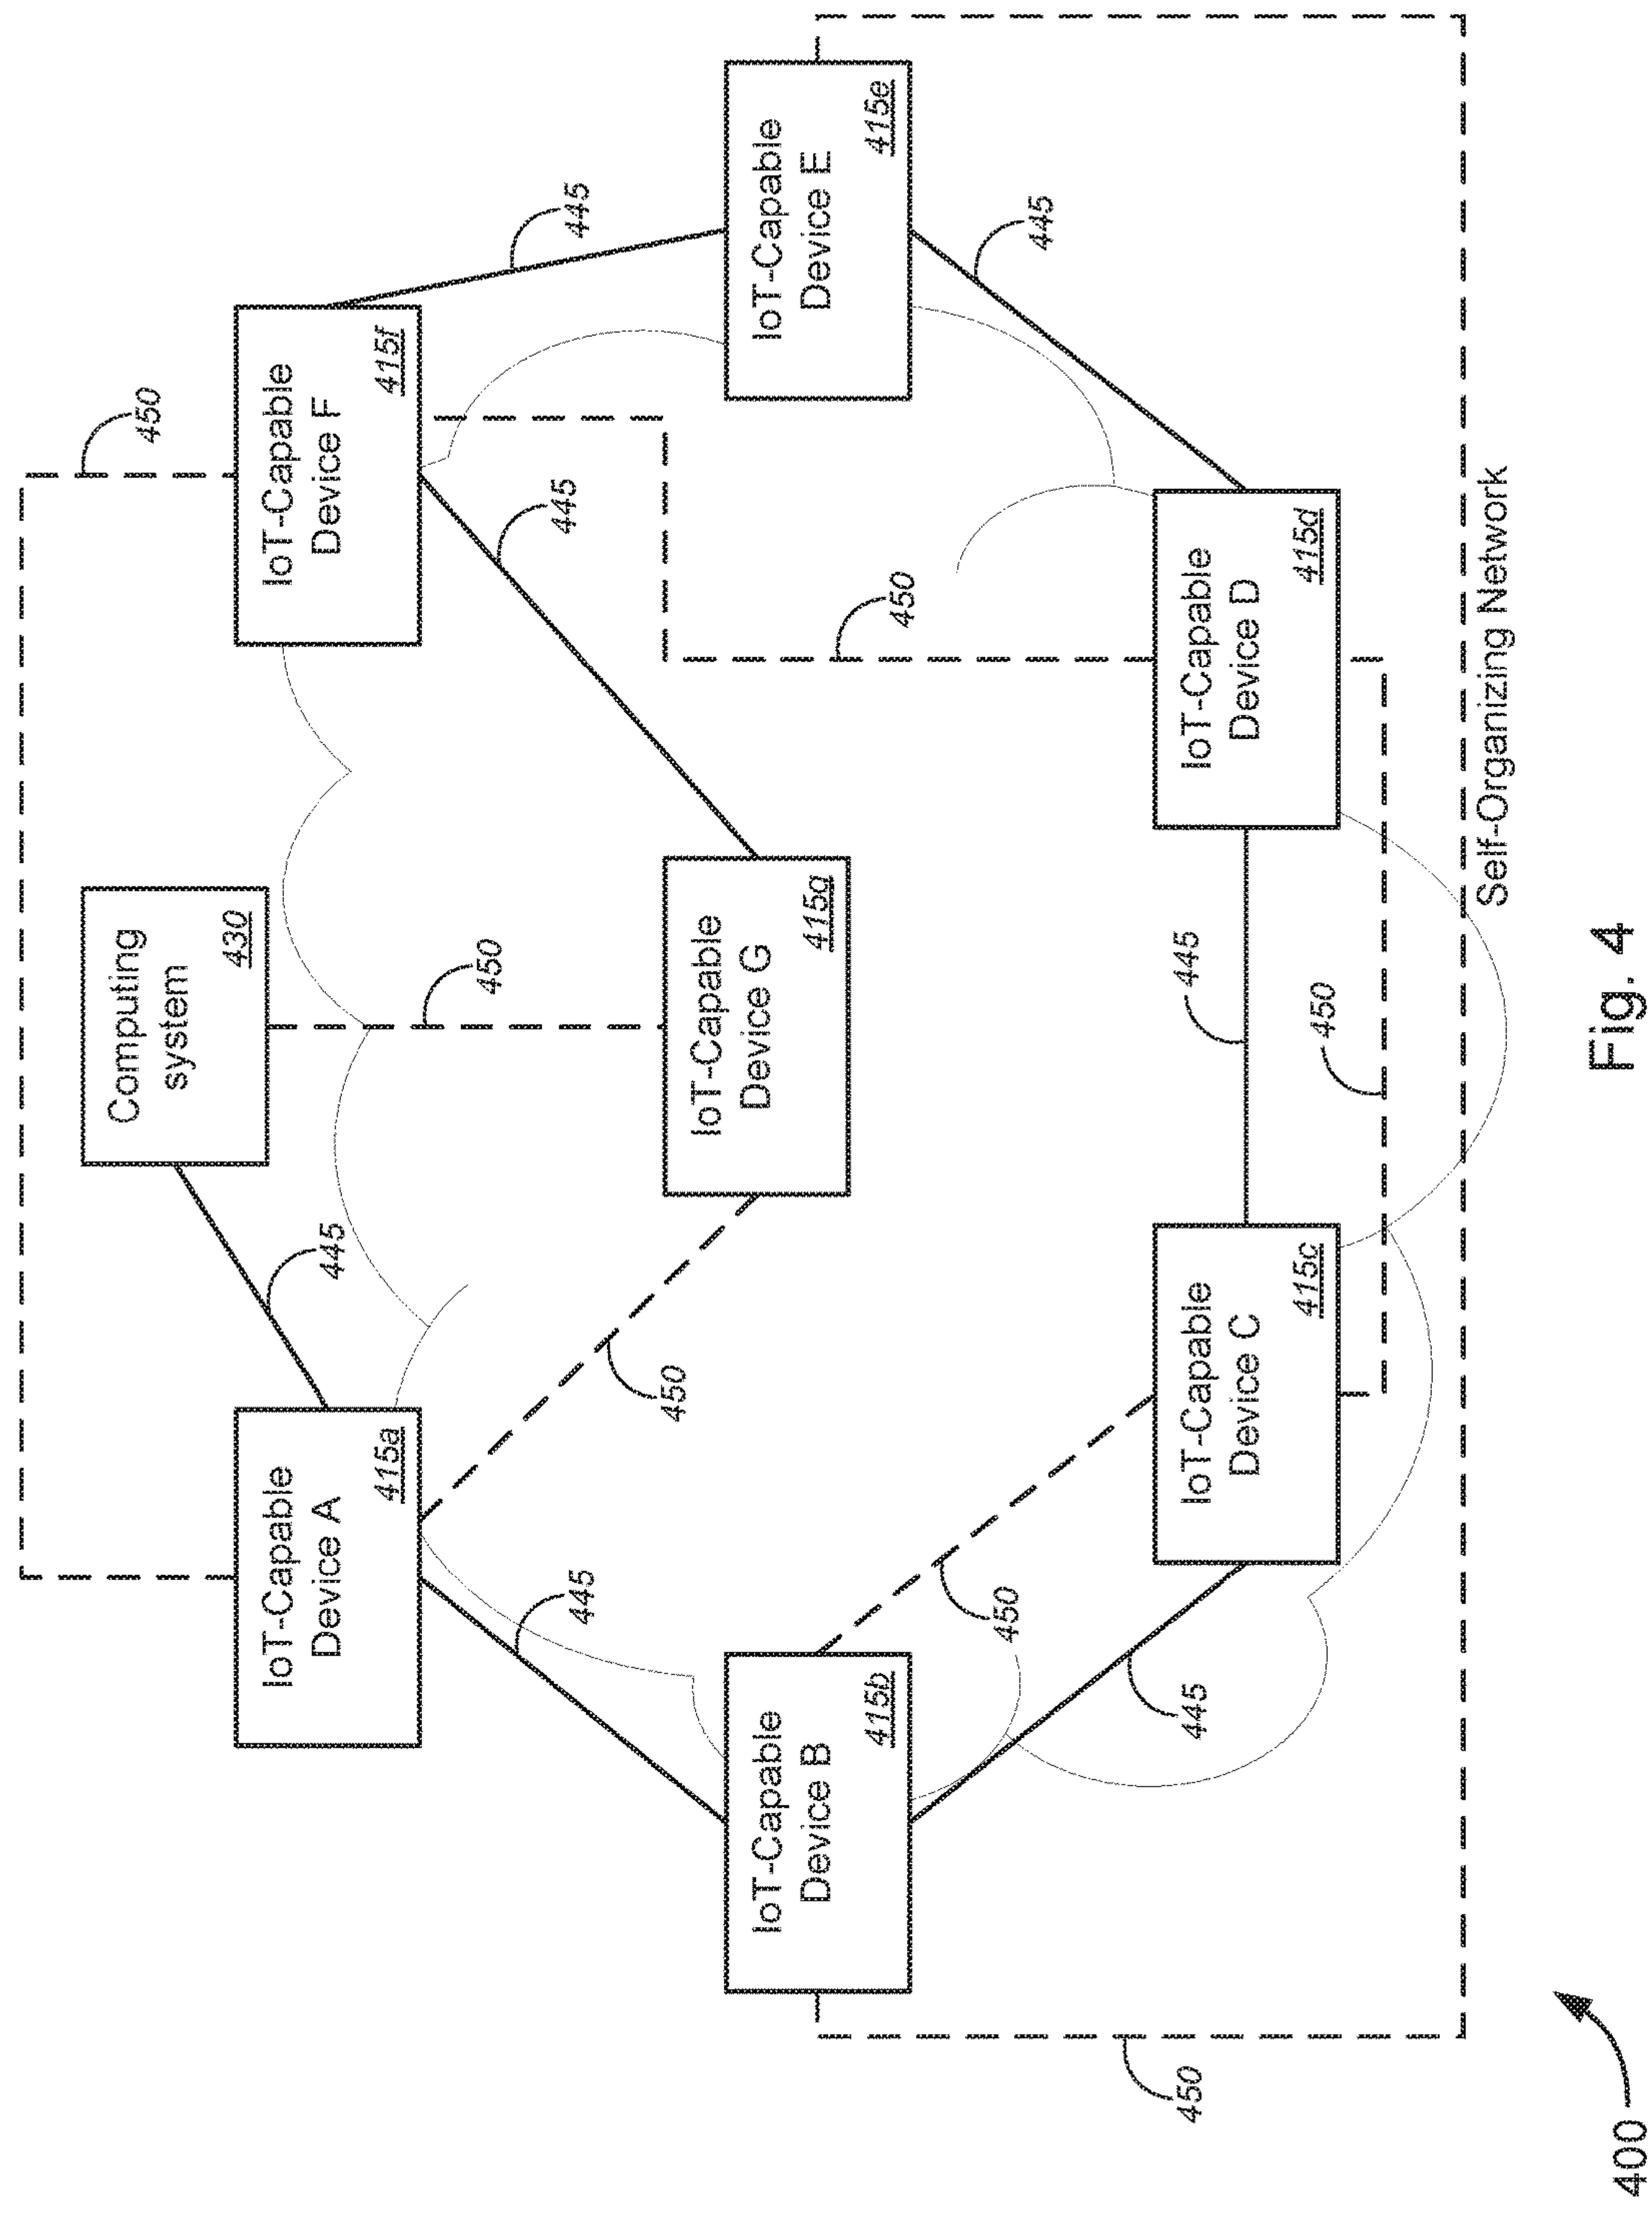 450
Computing
system
430
IoT-Capable
Device A
415a
IoT-Capable
Device F
415f
445
450
445
445
445
450
IoT-Capable
Device G
415g
IoT-Capable
Device B
415b
IoT-Capable
Device E
415e
450
450
445
450
445
445
IoT-Capable
Device C
415c
IoT-Capable
Device D
415d
450
Self-Organizing Network
400
Fig. 4